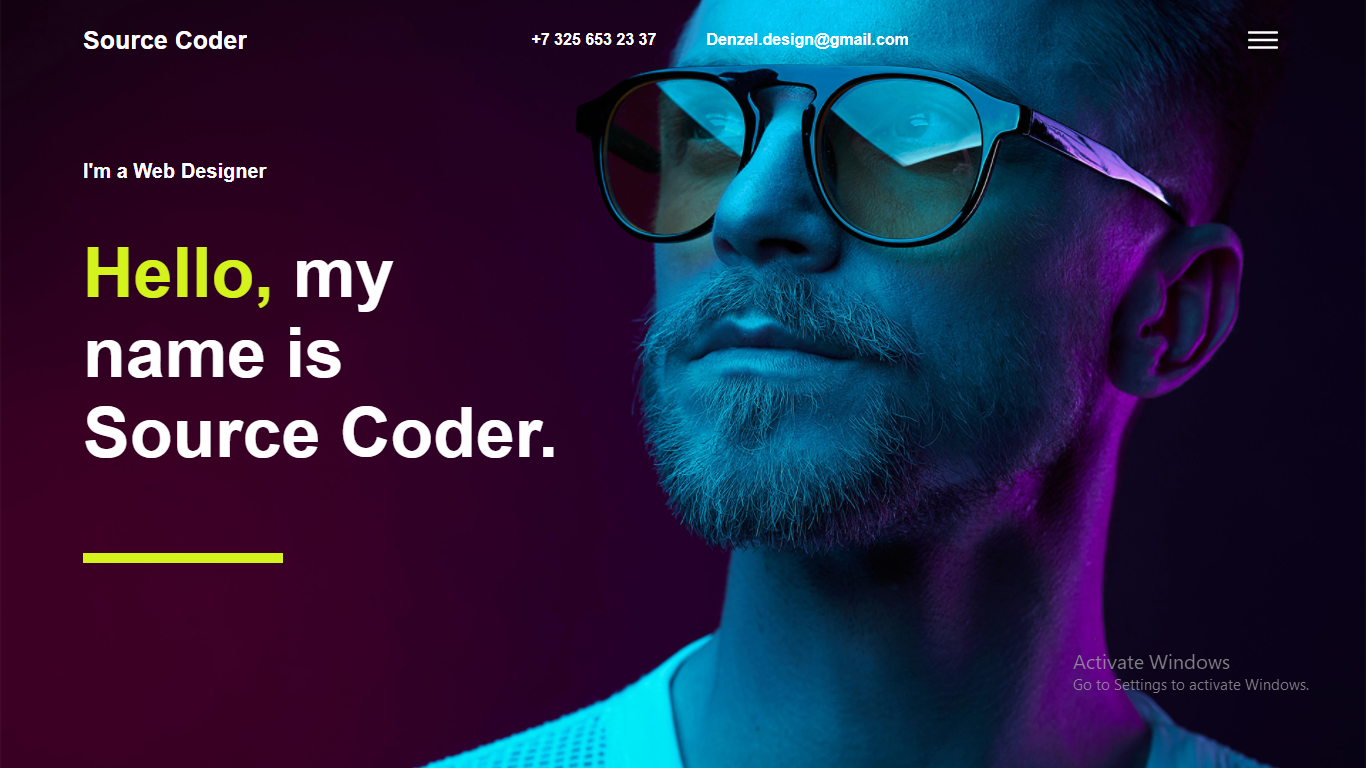 Source Coder
+7 325 653 23 37
Denzel.design@gmail.com
I'm a Web Designer
Hello, my
name is
Source Coder.
Activate Windows
Go to Settings to activate Windows.